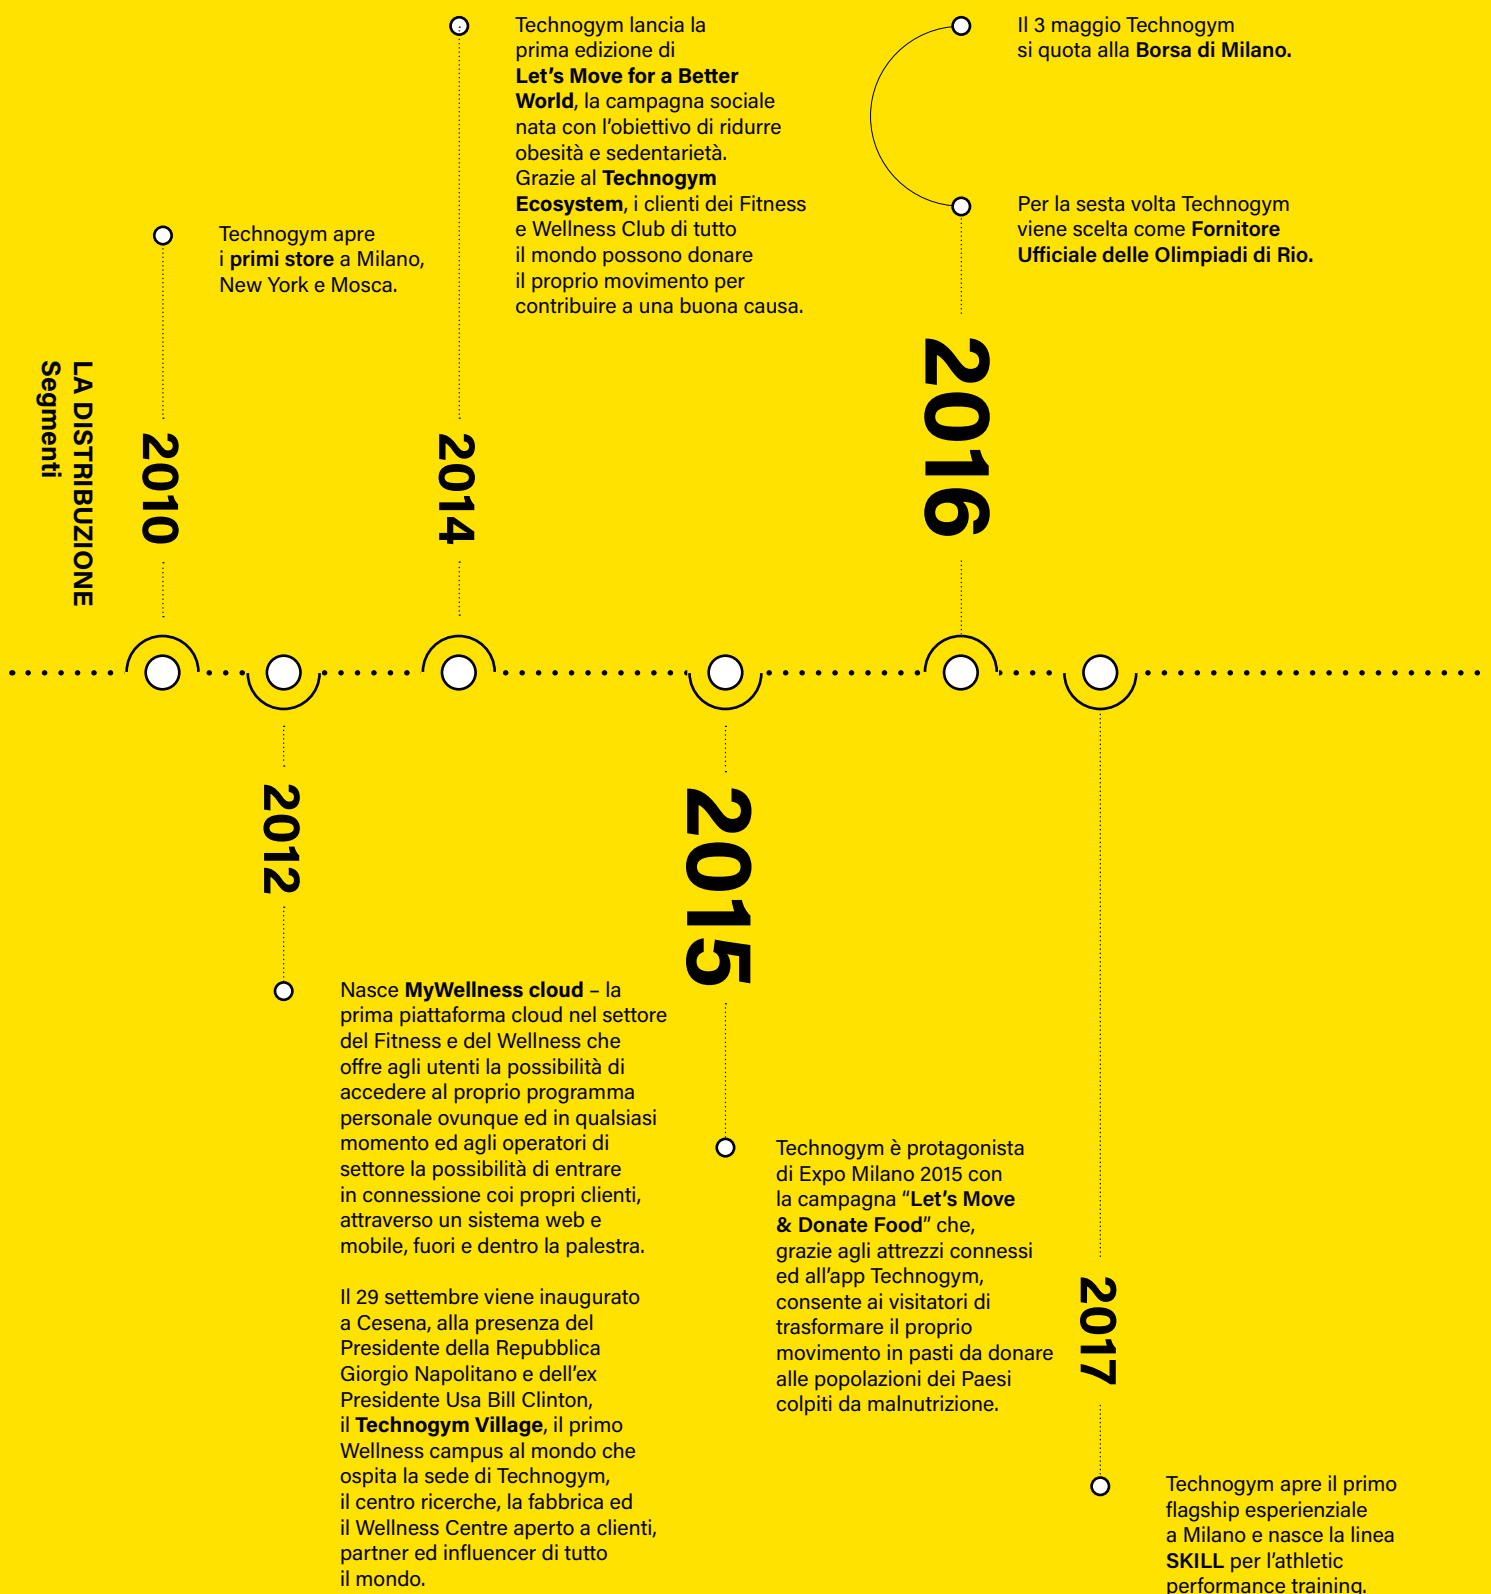 LA DISTRIBUZIONE
Segmenti
2010
Technogym apre
i primi store a Milano,
New York e Mosca.
2012
Nasce MyWellness cloud – la
prima piattaforma cloud nel settore
del Fitness e del Wellness che
offre agli utenti la possibilità di
accedere al proprio programma
personale ovunque ed in qualsiasi
momento ed agli operatori di
settore la possibilità di entrare
in connessione coi propri clienti,
attraverso un sistema web e
mobile, fuori e dentro la palestra.
Il 29 settembre viene inaugurato
a Cesena, alla presenza del
Presidente della Repubblica
Giorgio Napolitano e dell’ex
Presidente Usa Bill Clinton,
il Technogym Village, il primo
Wellness campus al mondo che
ospita la sede di Technogym,
il centro ricerche, la fabbrica ed
il Wellness Centre aperto a clienti,
partner ed influencer di tutto
il mondo.
2014
Technogym lancia la
prima edizione di
Let’s Move for a Better
World, la campagna sociale
nata con l’obiettivo di ridurre
obesità e sedentarietà.
Grazie al Technogym
Ecosystem, i clienti dei Fitness
e Wellness Club di tutto
il mondo possono donare
il proprio movimento per
contribuire a una buona causa.
2015
Technogym è protagonista
di Expo Milano 2015 con
la campagna “Let’s Move
& Donate Food” che,
grazie agli attrezzi connessi
ed all’app Technogym,
consente ai visitatori di
trasformare il proprio
movimento in pasti da donare
alle popolazioni dei Paesi
colpiti da malnutrizione.
2016
Il 3 maggio Technogym
si quota alla Borsa di Milano.
Per la sesta volta Technogym
viene scelta come Fornitore
Ufficiale delle Olimpiadi di Rio.
2017
Technogym apre il primo
flagship esperienziale
a Milano e nasce la linea
SKILL per l’athletic
performance training.